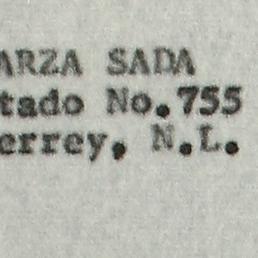 ARZA SADA
tado No.755
errey, N.L.